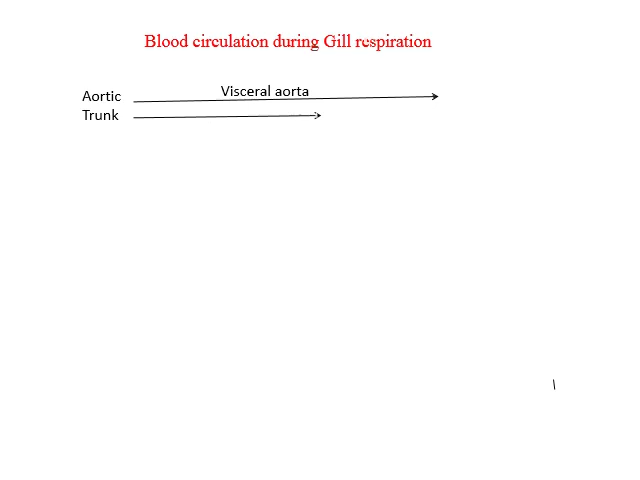 Blood circulation during Gill respiration
Visceral aorta
Aortic
Trunk